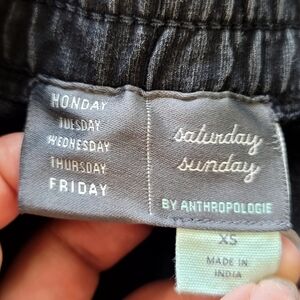 MONDAY
TUESDAY
WEDNESDAY
THURSDAY
FRIDAY
saturday
sunday
BY ANTHROPOLOGIE
XS
MADE IN
INDIA